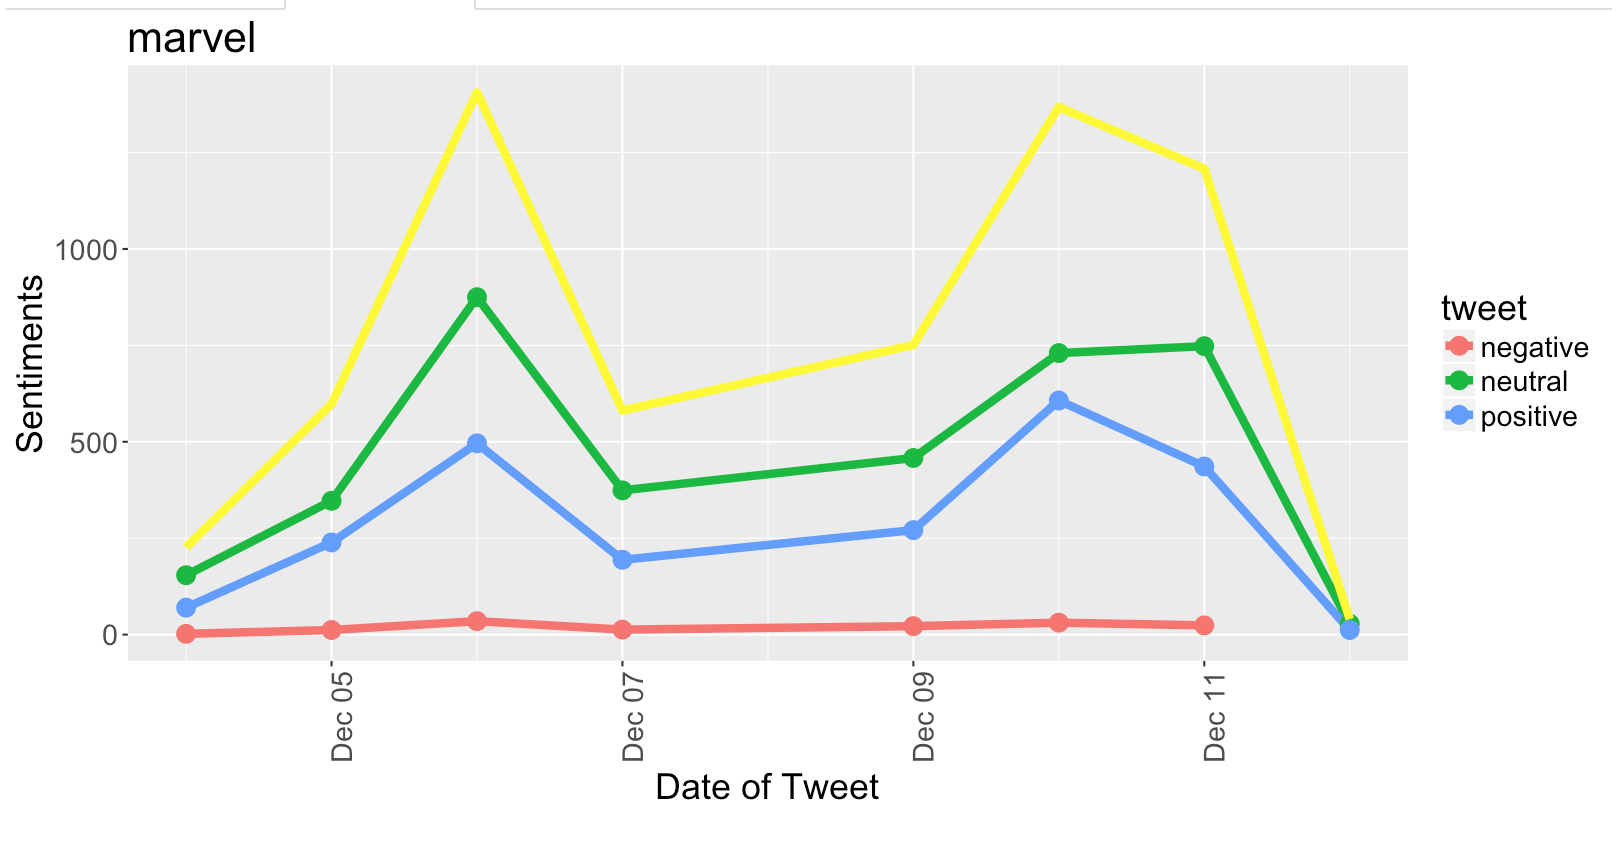 marvel
Sentiments
1000
500
0
Dec 05
Dec 07
Dec 09
Dec 11
Date of Tweet
tweet
negative
neutral
positive